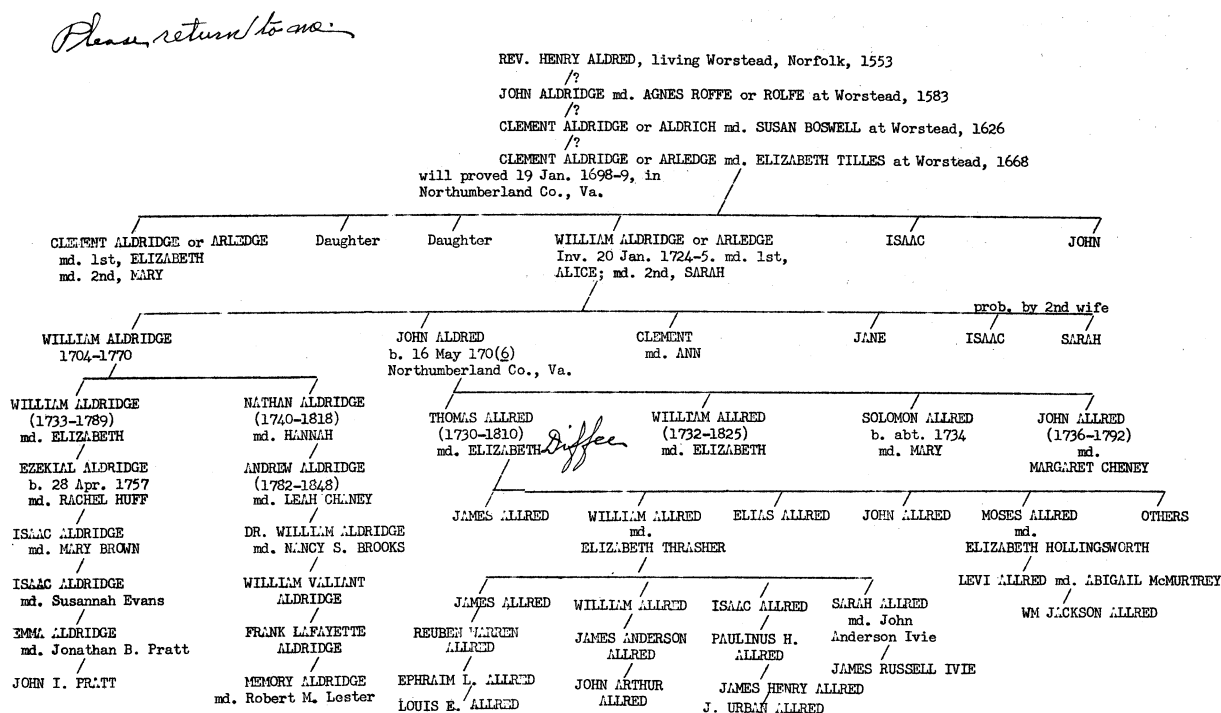 Please return to me.
REV. HENRY ALDRED, living Worstead, Norfolk, 1553
/?
JOHN ALDRIDGE md. AGNES ROFFE or ROLFE at Worstead, 1583
/?
CLEMENT ALDRIDGE or ALDRICH md. SUSAN BOSWELL at Worstead, 1626
/?
CLEMENT ALDRIDGE or ARLEDGE md. ELIZABETH TILLES at Worstead, 1668
will proved 19 Jan. 1698-9, in
Northumberland Co., Va.
CLEMENT ALDRIDGE or ARLEDGE
md. 1st, ELIZABETH
md. 2nd, MARY
Daughter
Daughter
WILLIAM ALDRIDGE or ARLEDGE
Inv. 20 Jan. 1724-5. md. 1st,
ALICE; md. 2nd, SARAH
ISAAC
JOHN
prob. by 2nd wife
WILLIAM ALDRIDGE
1704-1770
JOHN ALDRED
b. 16 May 170(6)
Northumberland Co., Va.
CLEMENT
md. ANN
JANE
ISAAC
SARAH
WILLIAM ALDRIDGE
(1733-1789)
md. ELIZABETH
NATHAN ALDRIDGE
(1740-1818)
md. HANNAH
THOMAS ALLRED
(1730-1810)
md. ELIZABETH Diffee
WILLIAM ALLRED
(1732-1825)
md. ELIZABETH
SOLOMON ALLRED
b. abt. 1734
md. MARY
JOHN ALLRED
(1736-1792)
md.
MARGARET CHENEY
EZEKIAL ALDRIDGE
b. 28 Apr. 1757
md. RACHEL HUFF
ANDREW ALDRIDGE
(1782-1848)
md. LEAH CHANEY
JAMES ALLRED
WILLIAM ALLRED
md.
ELIZABETH THRASHER
ELIAS ALLRED
JOHN ALLRED
MOSES ALLRED
md.
ELIZABETH HOLLINGSWORTH
OTHERS
ISAAC ALDRIDGE
md. MARY BROWN
DR. WILLIAM ALDRIDGE
md. NANCY S. BROOKS
LEVI ALLRED md. ABIGAIL McMURTREY
WM JACKSON ALLRED
ISAAC ALDRIDGE
md. Susannah Evans
WILLIAM VALIANT
ALDRIDGE
JAMES ALLRED
WILLIAM ALLRED
ISAAC ALLRED
SARAH ALLRED
md. John
Anderson Ivie
EMMA ALDRIDGE
md. Jonathan B. Pratt
FRANK LAFAYETTE
ALDRIDGE
REUBEN WARREN
ALLRED
JAMES ANDERSON
ALLRED
PAULINUS H.
ALLRED
JAMES RUSSELL IVIE
JOHN I. PRATT
MEMORY ALDRIDGE
md. Robert M. Lester
EPHRAIM L. ALLRED
LOUIS E. ALLRED
JOHN ARTHUR
ALLRED
JAMES HENRY ALLRED
J. URBAN ALLRED